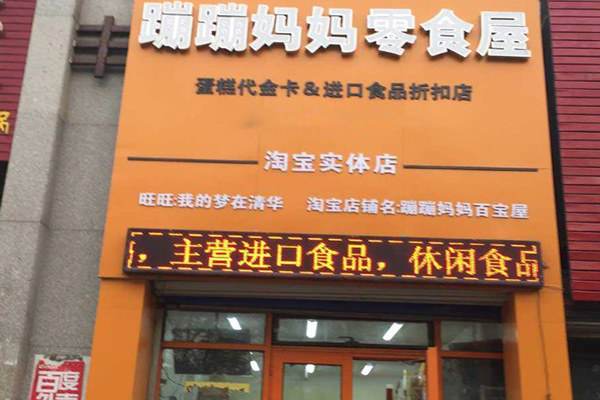 蹦蹦妈妈零食屋
蛋糕代金卡&进口食品折扣店
淘宝实体店
旺旺:我的梦在清华 淘宝店铺名:蹦蹦妈妈百宝屋
，主营进口食品，休闲食品
百度